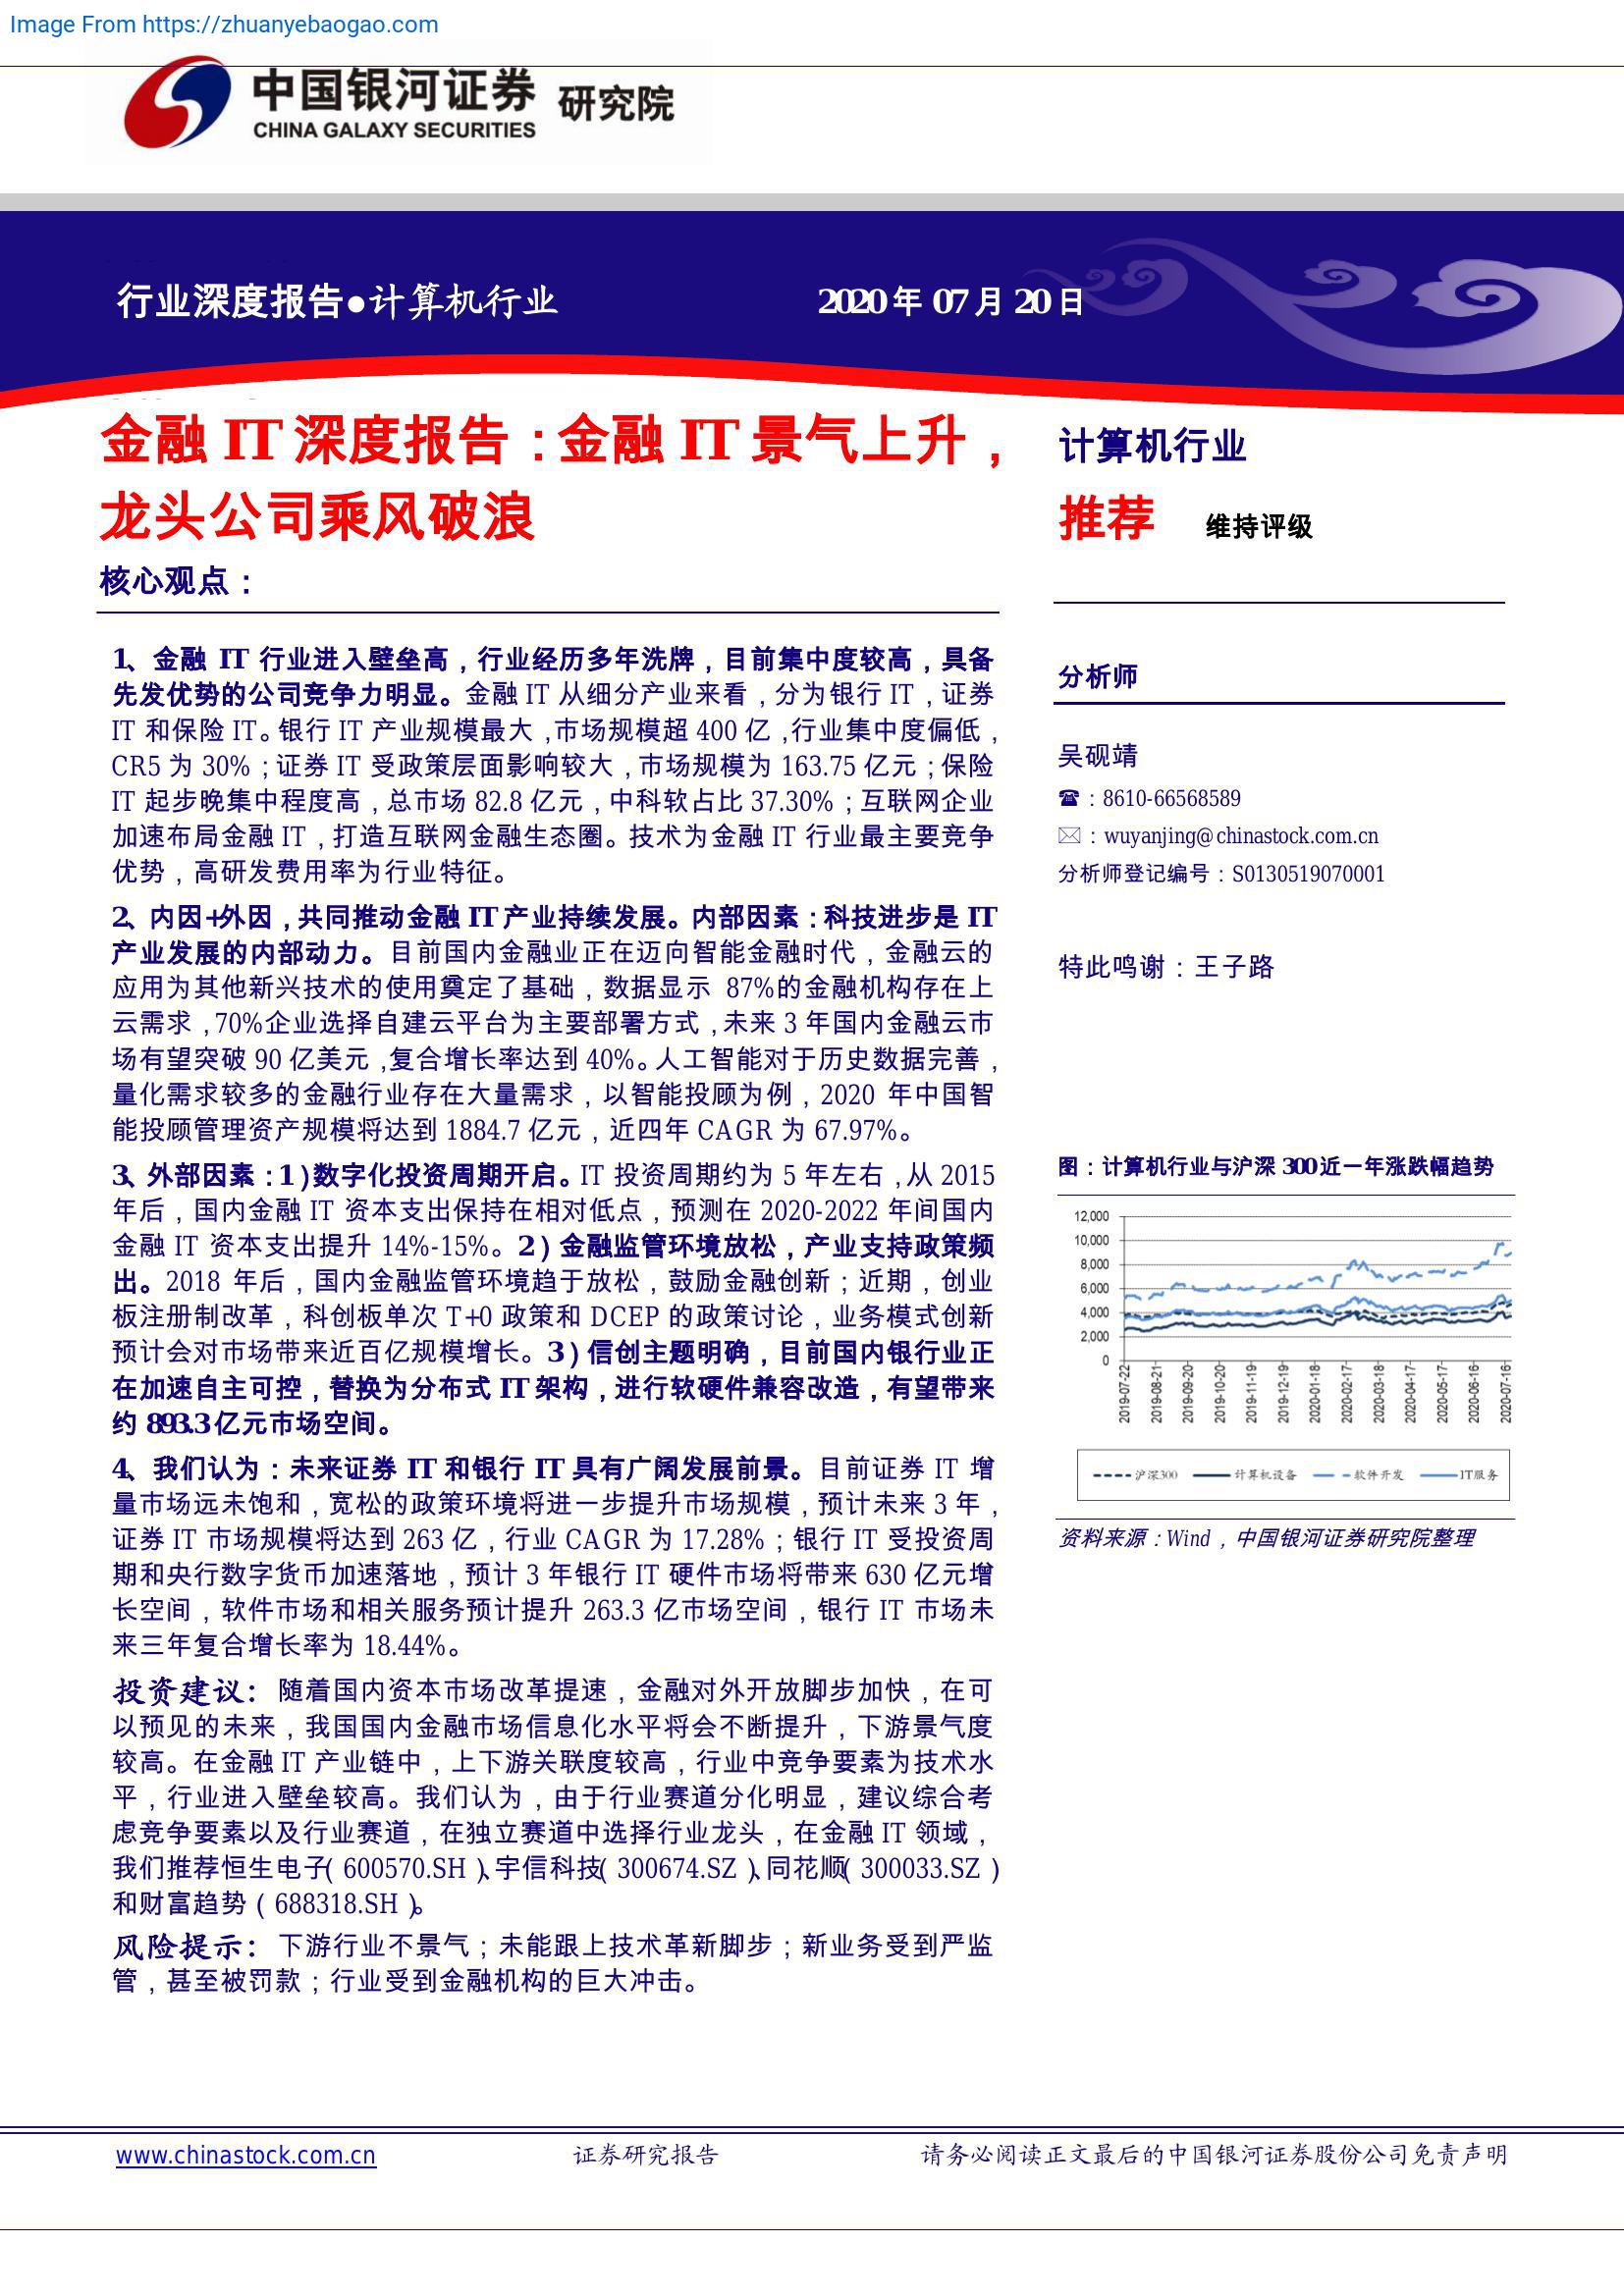 Image From https://zhuanyebaogao.com
中国银河证券 研究院
CHINA GALAXY SECURITIES
行业深度报告●计算机行业
2020 年 07 月 20 日
金融 IT 深度报告：金融 IT 景气上升，
龙头公司乘风破浪
核心观点：
1、金融 IT 行业进入壁垒高，行业经历多年洗牌，目前集中度较高，具备
先发优势的公司竞争力明显。金融 IT 从细分产业来看，分为银行 IT，证券
IT 和保险 IT。银行 IT 产业规模最大，市场规模超 400 亿，行业集中度偏低，
CR5 为 30%；证券 IT 受政策层面影响较大，市场规模为 163.75 亿元；保险
IT 起步晚集中程度高，总市场 82.8 亿元，中科软占比 37.30%；互联网企业
加速布局金融 IT，打造互联网金融生态圈。技术为金融 IT 行业最主要竞争
优势，高研发费用率为行业特征。
2、内因+外因，共同推动金融 IT 产业持续发展。内部因素：科技进步是 IT
产业发展的内部动力。目前国内金融业正在迈向智能金融时代，金融云的
应用为其他新兴技术的使用奠定了基础，数据显示 87%的金融机构存在上
云需求，70%企业选择自建云平台为主要部署方式，未来 3 年国内金融云市
场有望突破 90 亿美元，复合增长率达到 40%。人工智能对于历史数据完善，
量化需求较多的金融行业存在大量需求，以智能投顾为例，2020 年中国智
能投顾管理资产规模将达到 1884.7 亿元，近四年 CAGR 为 67.97%。
3、外部因素：1）数字化投资周期开启。IT 投资周期约为 5 年左右，从 2015
年后，国内金融 IT 资本支出保持在相对低点，预测在 2020-2022 年间国内
金融 IT 资本支出提升 14%-15%。2）金融监管环境放松，产业支持政策频
出。2018 年后，国内金融监管环境趋于放松，鼓励金融创新；近期，创业
板注册制改革，科创板单次 T+0 政策和 DCEP 的政策讨论，业务模式创新
预计会对市场带来近百亿规模增长。3）信创主题明确，目前国内银行业正
在加速自主可控，替换为分布式 IT 架构，进行软硬件兼容改造，有望带来
约 893.3 亿元市场空间。
4、我们认为：未来证券 IT 和银行 IT 具有广阔发展前景。目前证券 IT 增
量市场远未饱和，宽松的政策环境将进一步提升市场规模，预计未来 3 年，
证券 IT 市场规模将达到 263 亿，行业 CAGR 为 17.28%；银行 IT 受投资周
期和央行数字货币加速落地，预计 3 年银行 IT 硬件市场将带来 630 亿元增
长空间，软件市场和相关服务预计提升 263.3 亿市场空间，银行 IT 市场未
来三年复合增长率为 18.44%。
投资建议：随着国内资本市场改革提速，金融对外开放脚步加快，在可
以预见的未来，我国国内金融市场信息化水平将会不断提升，下游景气度
较高。在金融 IT 产业链中，上下游关联度较高，行业中竞争要素为技术水
平，行业进入壁垒较高。我们认为，由于行业赛道分化明显，建议综合考
虑竞争要素以及行业赛道，在独立赛道中选择行业龙头，在金融 IT 领域，
我们推荐恒生电子（600570.SH）、宇信科技（300674.SZ）、同花顺（300033.SZ）
和财富趋势（688318.SH）。
风险提示：下游行业不景气；未能跟上技术革新脚步；新业务受到严监
管，甚至被罚款；行业受到金融机构的巨大冲击。
计算机行业
推荐 维持评级
分析师
吴砚靖
☎：8610-66568589
✉：wuyanjing@chinastock.com.cn
分析师登记编号：S0130519070001
特此鸣谢：王子路
图：计算机行业与沪深 300 近一年涨跌幅趋势
12,000
10,000
8,000
6,000
4,000
2,000
0
2019-07-22
2019-08-21
2019-09-20
2019-10-20
2019-11-19
2019-12-19
2020-01-18
2020-02-17
2020-03-18
2020-04-17
2020-05-17
2020-06-16
2020-07-16
沪深300 计算机设备 软件开发 IT服务
资料来源：Wind，中国银河证券研究院整理
www.chinastock.com.cn 证券研究报告 请务必阅读正文最后的中国银河证券股份公司免责声明